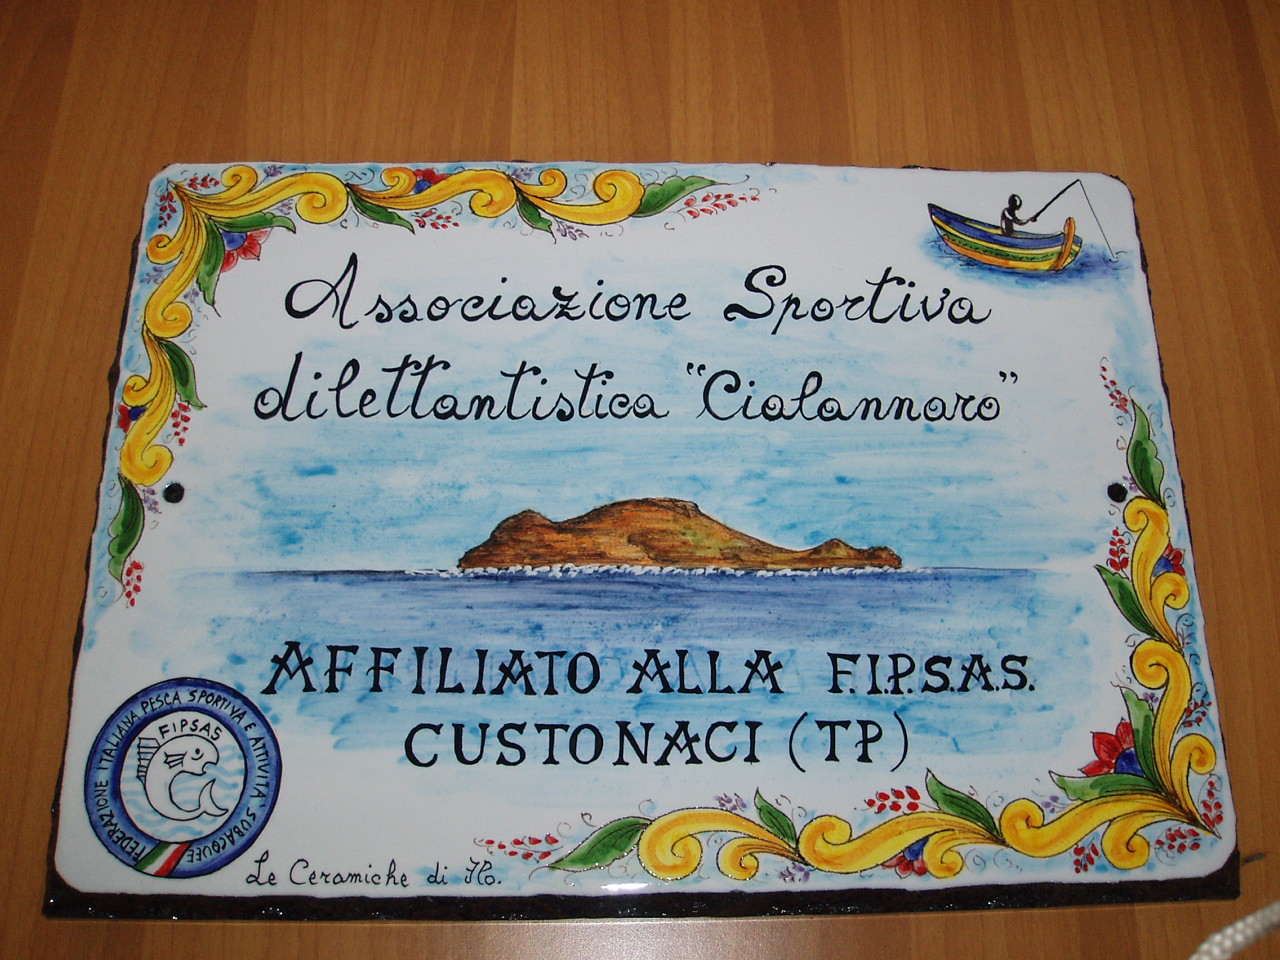 Associazione Sportiva
dilettantistica "Cialannaro"
AFFILIATO ALLA F.I.P.S.A.S.
CUSTONACI (TP)
FEDERAZIONE ITALIANA PESCA SPORTIVA E ATTIVITA' SUBACQUEE
FIPSAS
Le Ceramiche di